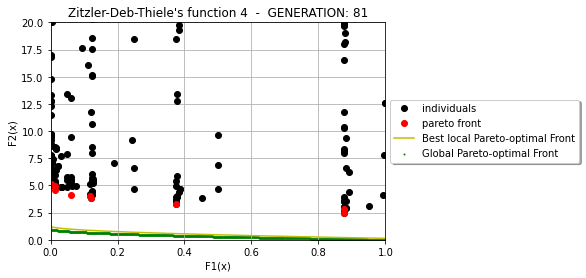 Zitzler-Deb-Thiele's function 4 - GENERATION: 81
20.0
17.5
15.0
12.5
10.0
7.5
5.0
2.5
0.0
F2(x)
0.0 0.2 0.4 0.6 0.8 1.0
F1(x)
individuals
pareto front
Best local Pareto-optimal Front
Global Pareto-optimal Front